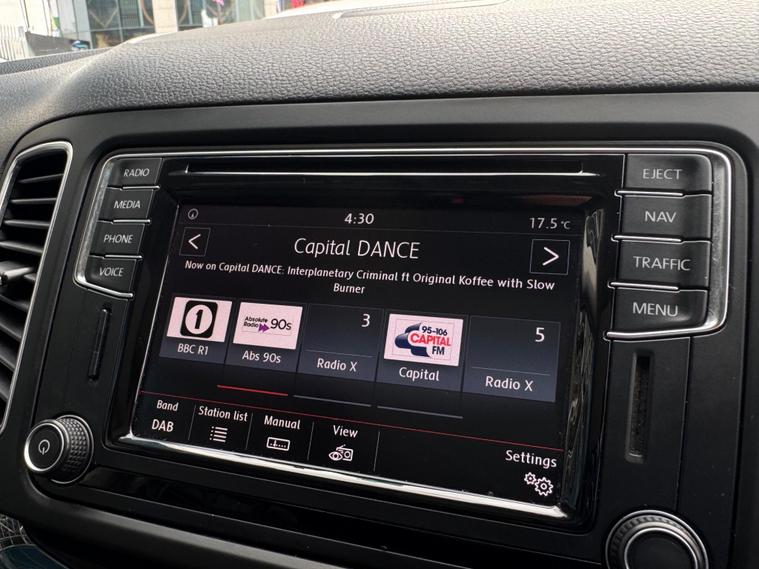 RADIO
MEDIA
PHONE
VOICE
EJECT
NAV
TRAFFIC
MENU
4:30
17.5°C
<
Capital DANCE
>
Now on Capital DANCE: Interplanetary Criminal ft Original Koffee with Slow
Burner
1
BBC R1
Absolute
Radio 90s
Abs 90s
3
Radio X
95-106
CAPITAL
FM
Capital
5
Radio X
Band
DAB
Station list
Manual
View
Settings